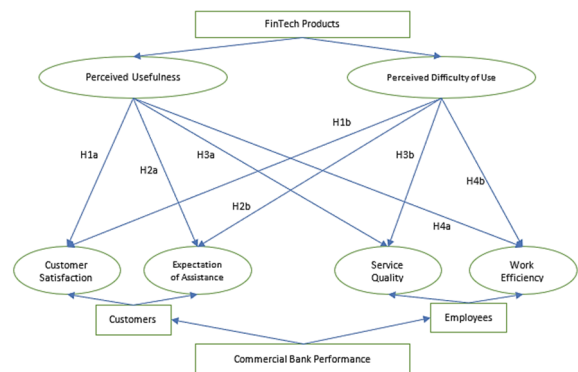 FinTech Products
Perceived Usefulness
Perceived Difficulty of Use
H1b
H1a
H2a
H3a
H3b
H4b
H2b
H4a
Customer
Satisfaction
Expectation
of Assistance
Service
Quality
Work
Efficiency
Customers
Employees
Commercial Bank Performance